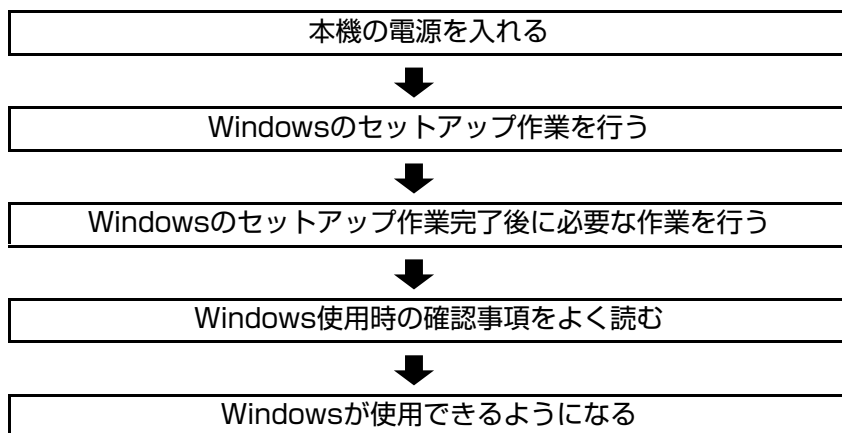 本機の電源を入れる
Windowsのセットアップ作業を行う
Windowsのセットアップ作業完了後に必要な作業を行う
Windows使用時の確認事項をよく読む
Windowsが使用できるようになる